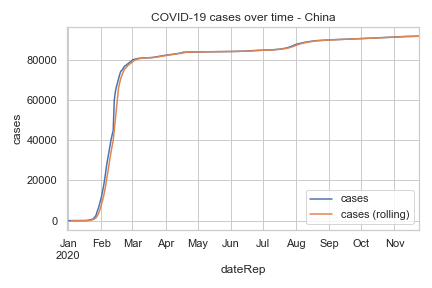 COVID-19 cases over time - China
cases
80000
60000
40000
20000
0
cases
cases (rolling)
Jan Feb Mar Apr May Jun Jul Aug Sep Oct Nov
2020
dateRep